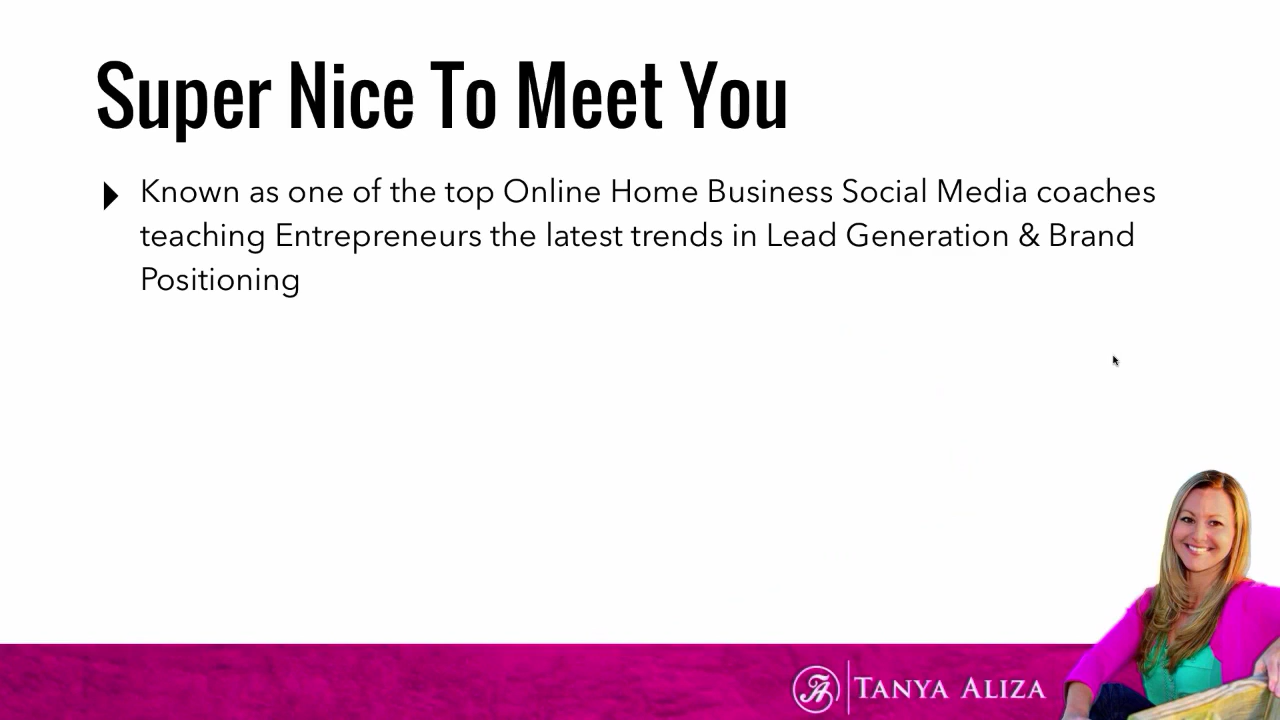 Super Nice To Meet You
Known as one of the top Online Home Business Social Media coaches
teaching Entrepreneurs the latest trends in Lead Generation & Brand
Positioning
TA
TANYA ALIZA